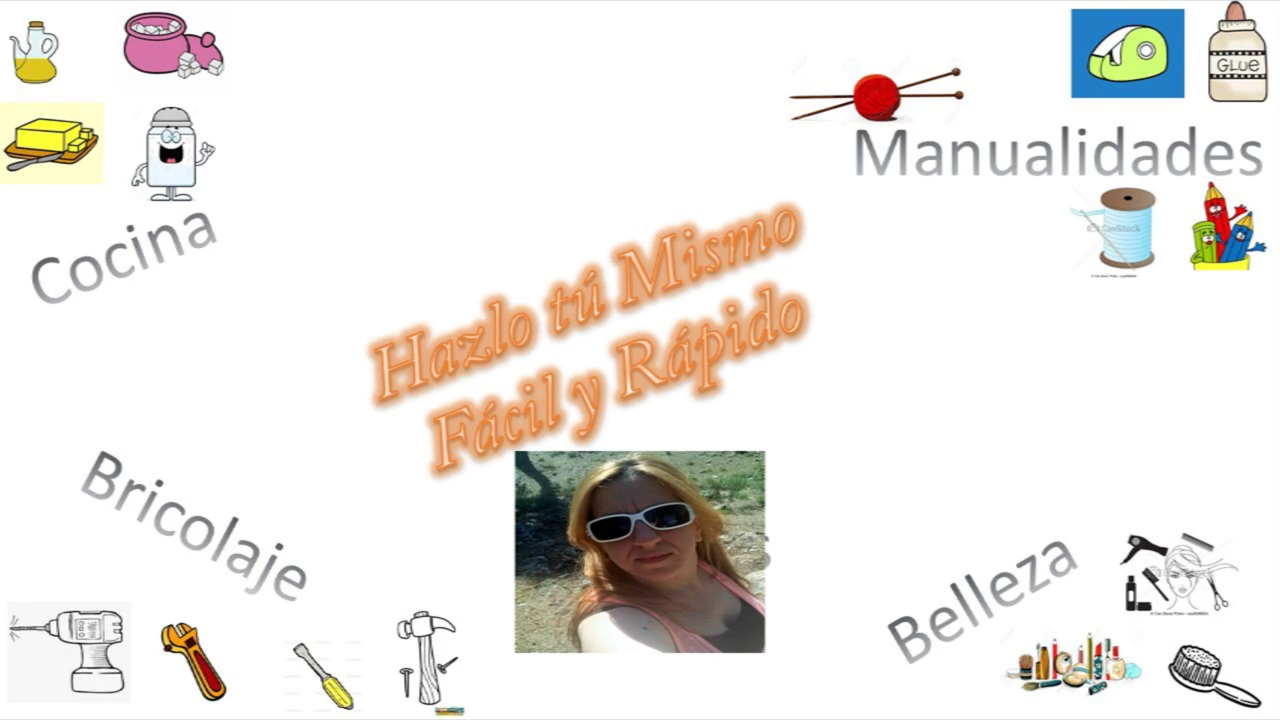 GLUE
Manualidades
Cocina
Hazlo tú Mismo
Fácil y Rápido
Bricolaje
Belleza